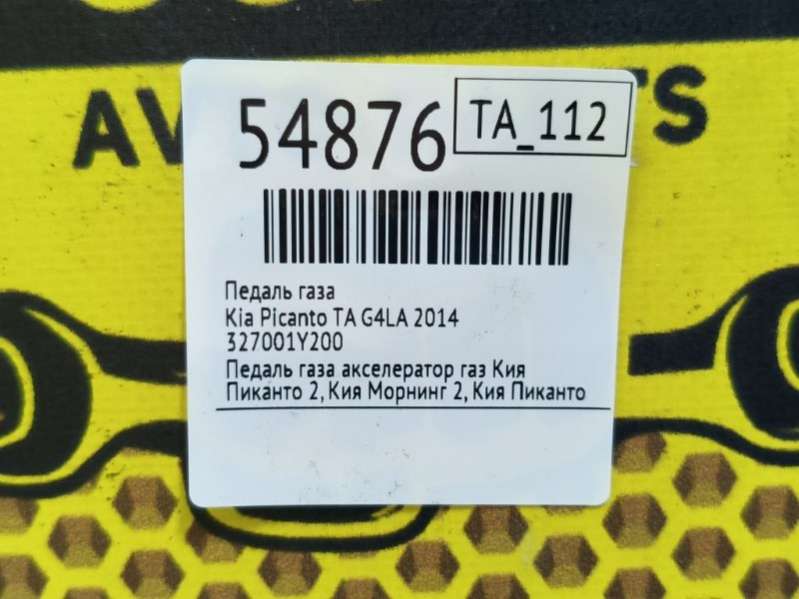 54876
TA_112
Педаль газа
Kia Picanto TA G4LA 2014
327001Y200
Педаль газа акселератор газ Кия
Пиканто 2, Кия Морнинг 2, Кия Пиканто